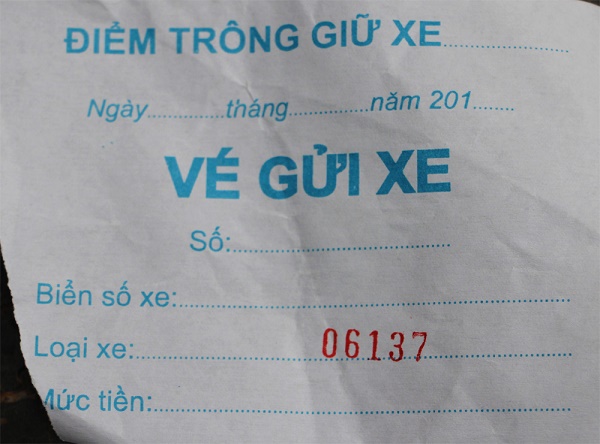 ĐIỂM TRÔNG GIỮ XE....................
Ngày............tháng.............năm 201.......
VÉ GỬI XE
Số:....................................
Biển số xe:................................................................
Loại xe:.......................... 06137 ......................
Mức tiền:................................................................